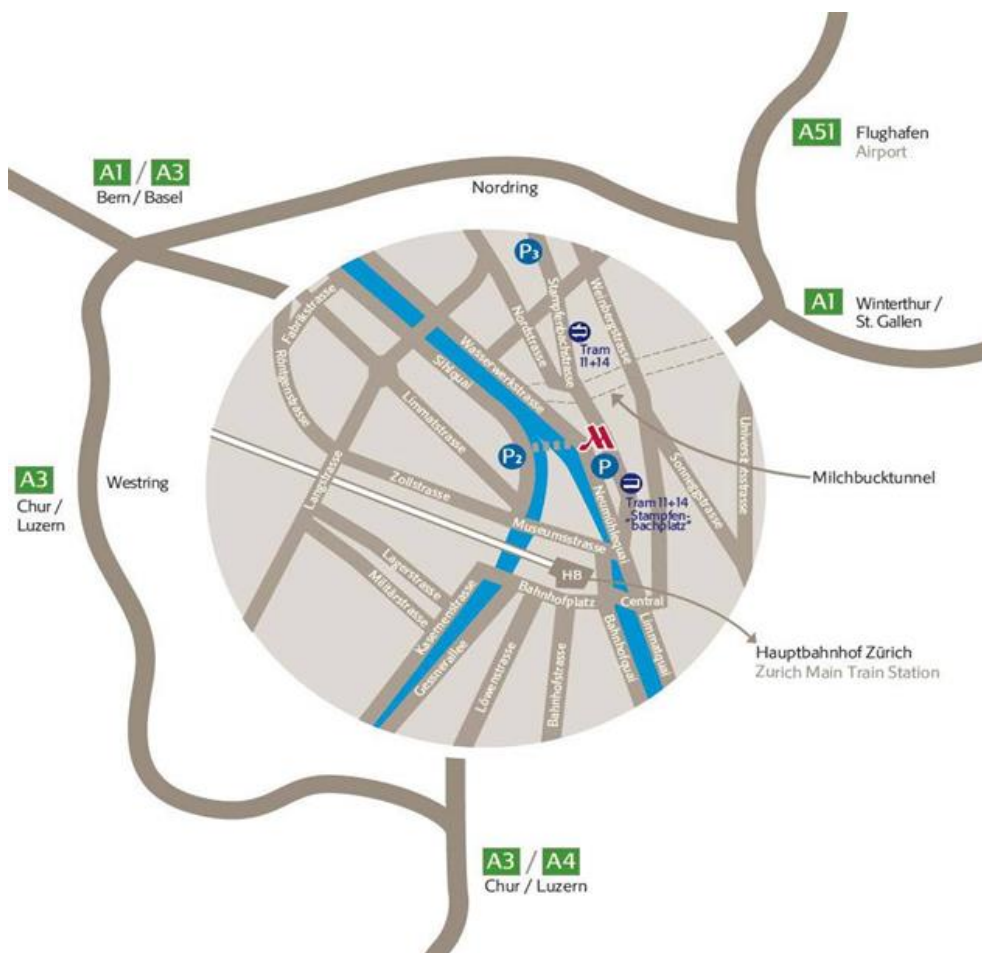 A51
Flughafen
Airport
A1 / A3
Bern / Basel
Nordring
P3
A1
Winterthur /
St. Gallen
Fabrikstrasse
Röntgenstrasse
Sihlquai
Wasserwerkstrasse
Nordstrasse
Stampfenbachstrasse
Weinbergstrasse
Tram
11+14
Limmatstrasse
Langstrasse
P2
P
Milchbucktunnel
A3
Chur /
Luzern
Westring
Zollstrasse
Neumühlequai
Tram 11+14
"Stampfen-
bachplatz"
Sonneggstrasse
Universitätsstrasse
Museumsstrasse
Lagerstrasse
Militärstrasse
HB
Bahnhofplatz
Central
Kasernenstrasse
Gessnerallee
Löwenstrasse
Bahnhofstrasse
Bahnhofquai
Limmatquai
Hauptbahnhof Zürich
Zurich Main Train Station
A3 / A4
Chur / Luzern